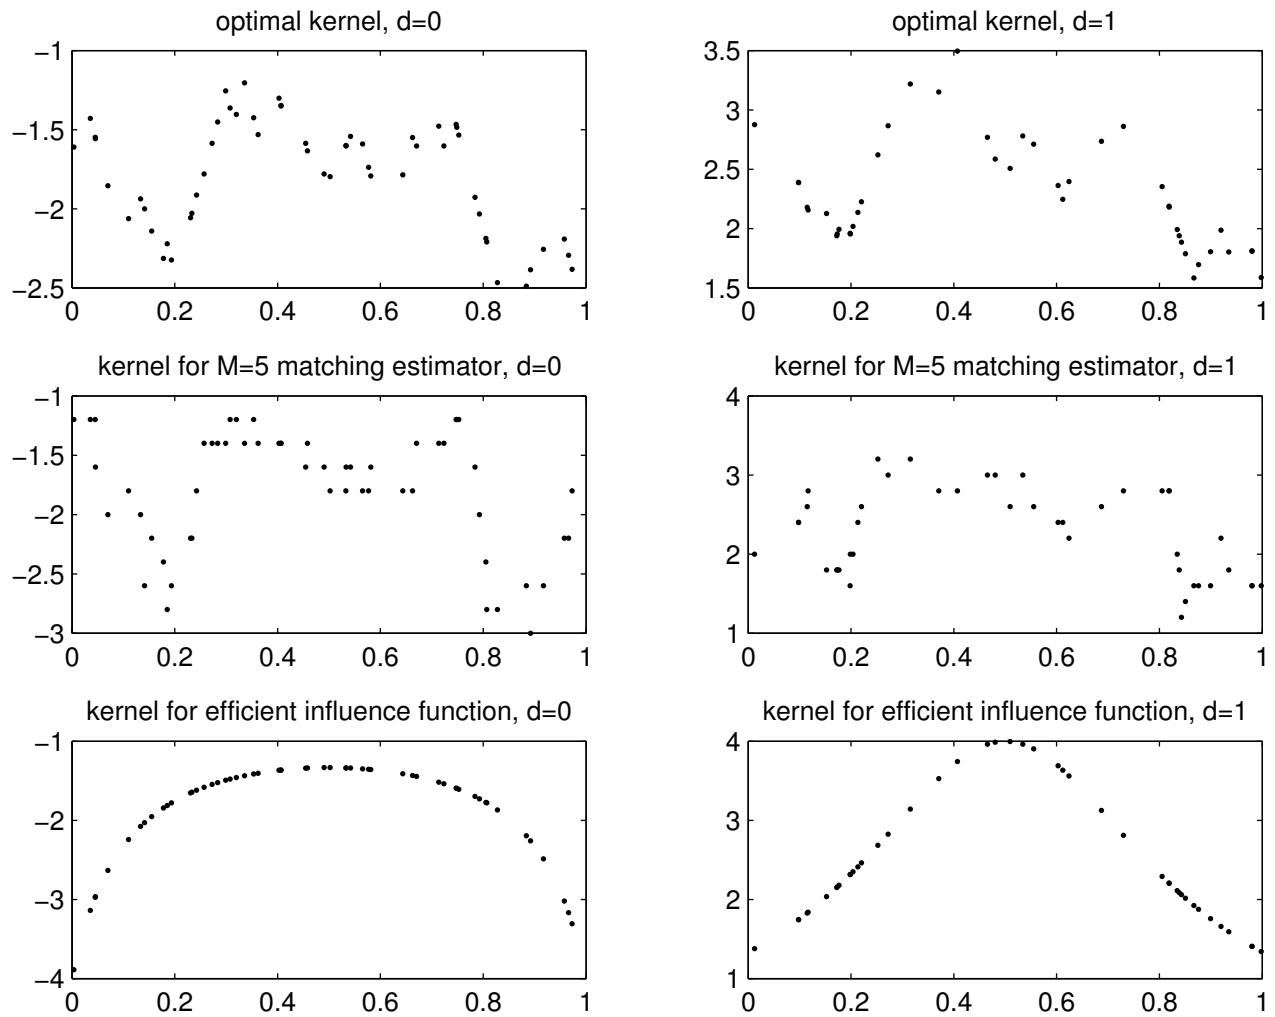 optimal kernel, d=0
−1
−1.5
−2
−2.5
0 0.2 0.4 0.6 0.8 1
optimal kernel, d=1
3.5
3
2.5
2
1.5
0 0.2 0.4 0.6 0.8 1
kernel for M=5 matching estimator, d=0
−1
−1.5
−2
−2.5
−3
0 0.2 0.4 0.6 0.8 1
kernel for M=5 matching estimator, d=1
4
3
2
1
0 0.2 0.4 0.6 0.8 1
kernel for efficient influence function, d=0
−1
−2
−3
−4
0 0.2 0.4 0.6 0.8 1
kernel for efficient influence function, d=1
4
3
2
1
0 0.2 0.4 0.6 0.8 1